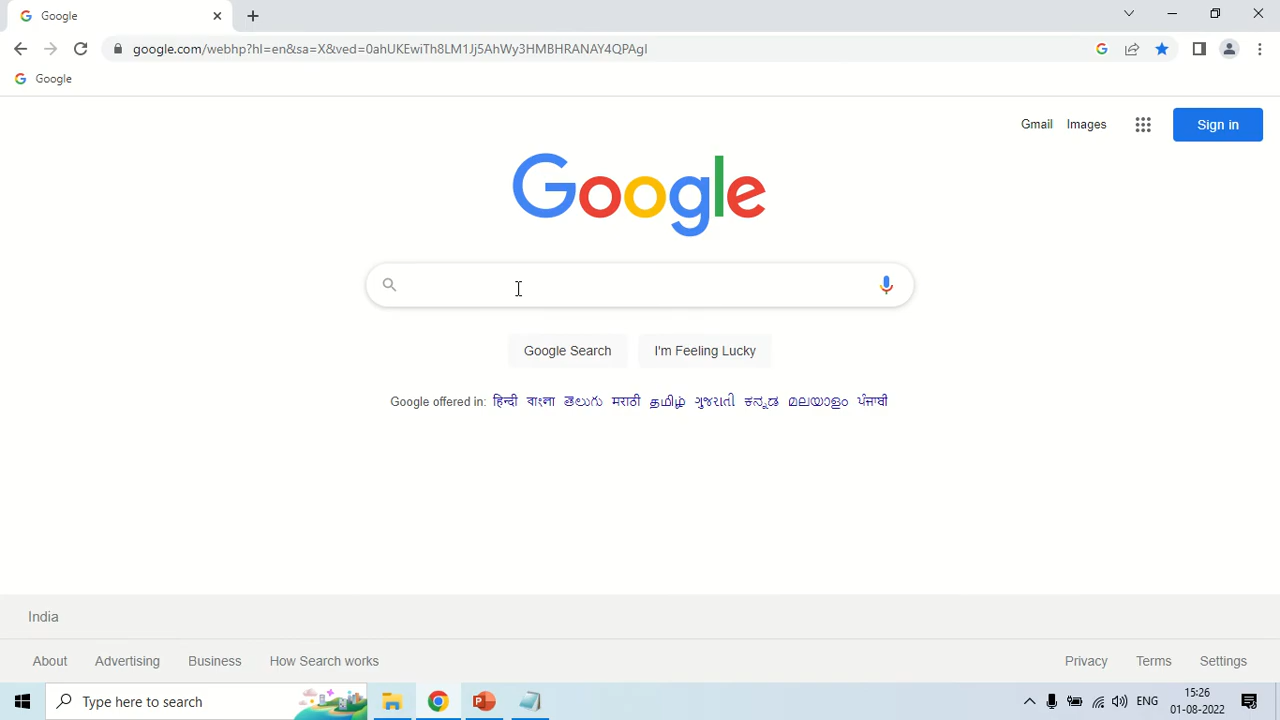 Google
google.com/webhp?hl=en&sa=X&ved=0ahUKEwiTh8LM1Jj5AhWy3HMBHRANAY4QPAgI
Google
Gmail Images Sign in
Google
Google Search I'm Feeling Lucky
Google offered in: हिन्दी বাংলা తెలుగు मराठी தமிழ் ગુજરાતી ಕನ್ನಡ മലയാളം ਪੰਜਾਬੀ
India
About Advertising Business How Search works Privacy Terms Settings
Type here to search ENG 15:26
01-08-2022